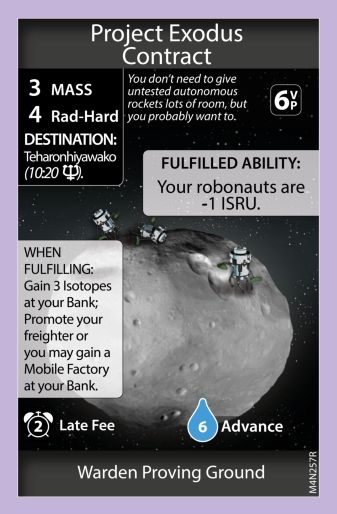 Project Exodus
Contract
3 MASS
4 Rad-Hard
DESTINATION:
Teharonhiyawako
(10:20 ♆).
You don't need to give
untested autonomous
rockets lots of room, but
you probably want to.
6 VP
FULFILLED ABILITY:
Your robonauts are
-1 ISRU.
WHEN
FULFILLING:
Gain 3 Isotopes
at your Bank;
Promote your
freighter or
you may gain a
Mobile Factory
at your Bank.
2 Late Fee
6 Advance
Warden Proving Ground
M4N257R